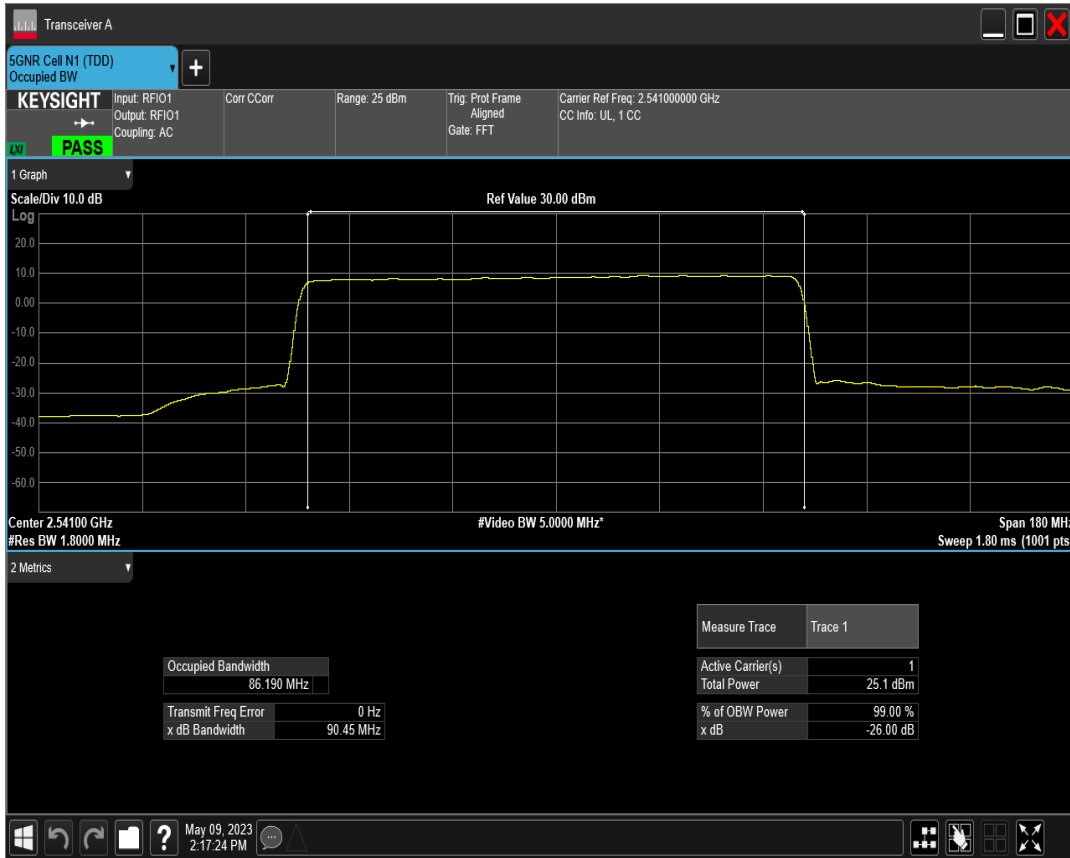 Transceiver A
5GNR Cell N1 (TDD)
Occupied BW
KEYSIGHT
LXI
PASS
Input: RFIO1
Output: RFIO1
Coupling: AC
Corr CCorr
Range: 25 dBm
Trig: Prot Frame
Aligned
Gate: FFT
Carrier Ref Freq: 2.541000000 GHz
CC Info: UL, 1 CC
1 Graph
Scale/Div 10.0 dB
Ref Value 30.00 dBm
Log
20.0
10.0
0.00
-10.0
-20.0
-30.0
-40.0
-50.0
-60.0
Center 2.54100 GHz
#Video BW 5.0000 MHz*
Span 180 MHz
#Res BW 1.8000 MHz
Sweep 1.80 ms (1001 pts
2 Metrics
Measure Trace Trace 1
Occupied Bandwidth
86.190 MHz
Active Carrier(s) 1
Total Power 25.1 dBm
Transmit Freq Error 0 Hz
x dB Bandwidth 90.45 MHz
% of OBW Power 99.00 %
x dB -26.00 dB
?
May 09, 2023
2:17:24 PM